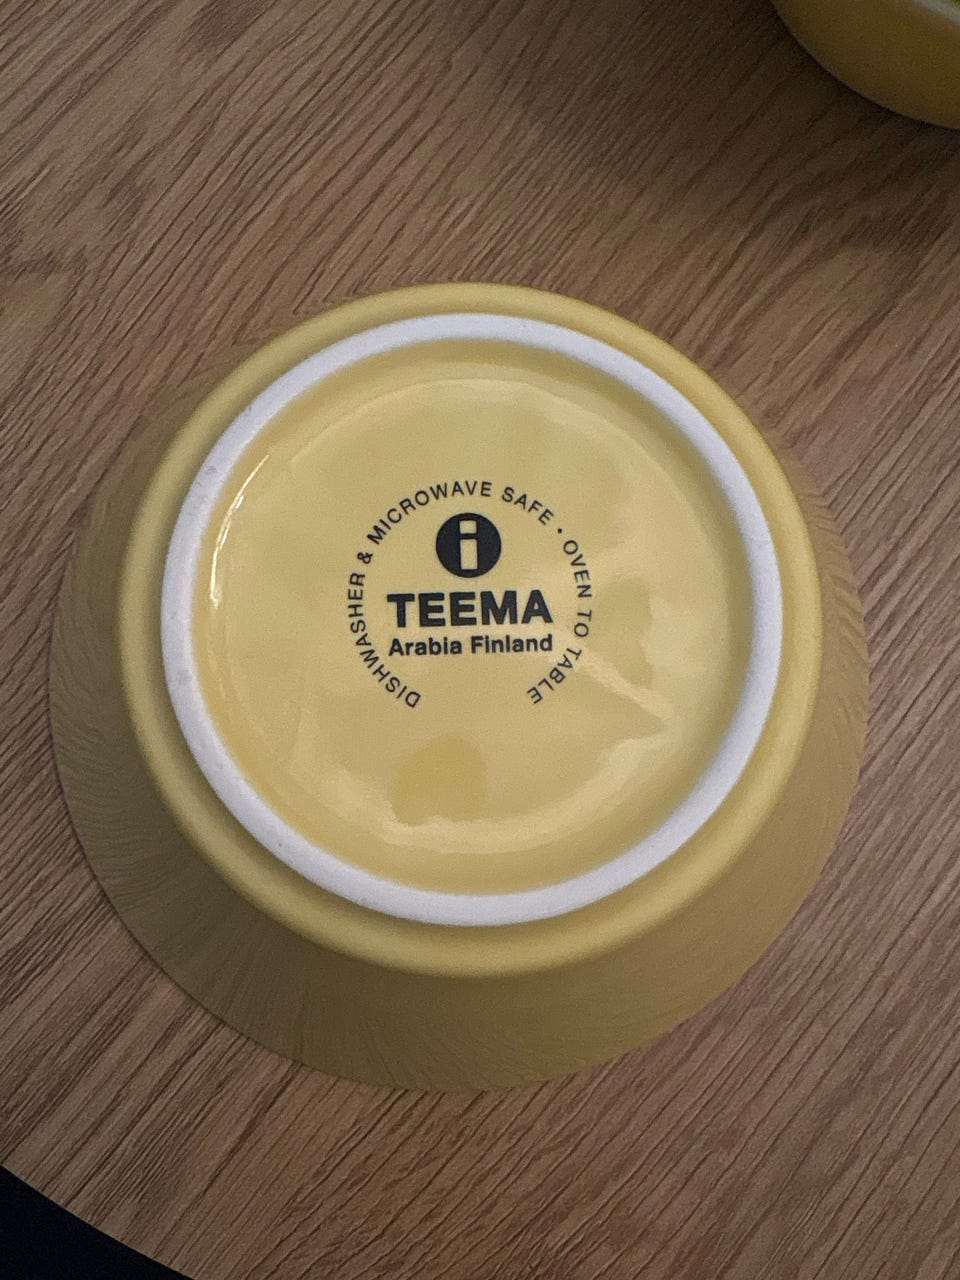 DISHWASHER & MICROWAVE SAFE • OVEN TO TABLE
i
TEEMA
Arabia Finland